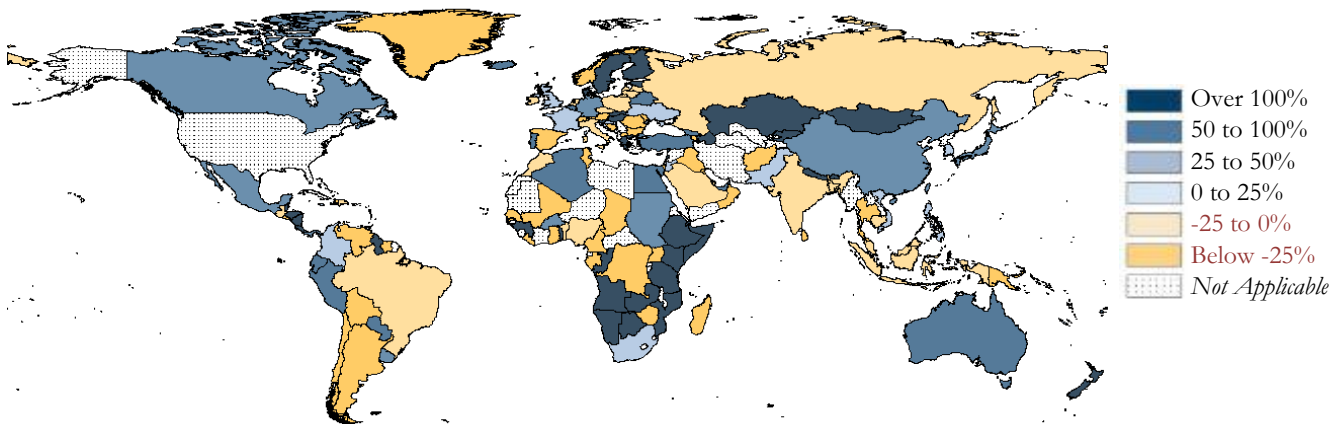 Over 100%
50 to 100%
25 to 50%
0 to 25%
-25 to 0%
Below -25%
Not Applicable